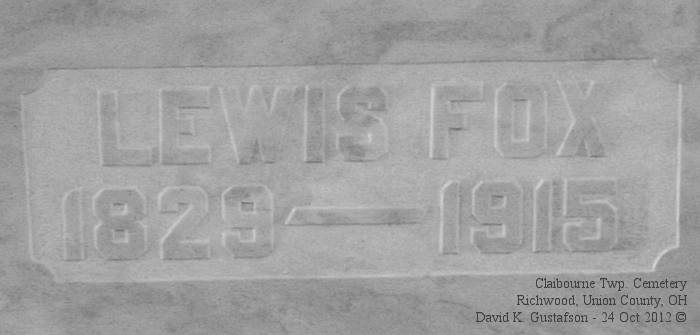 LEWIS FOX
1829 — 1915
Claibourne Twp. Cemetery
Richwood, Union County, OH
David K. Gustafson - 24 Oct 2012 ©